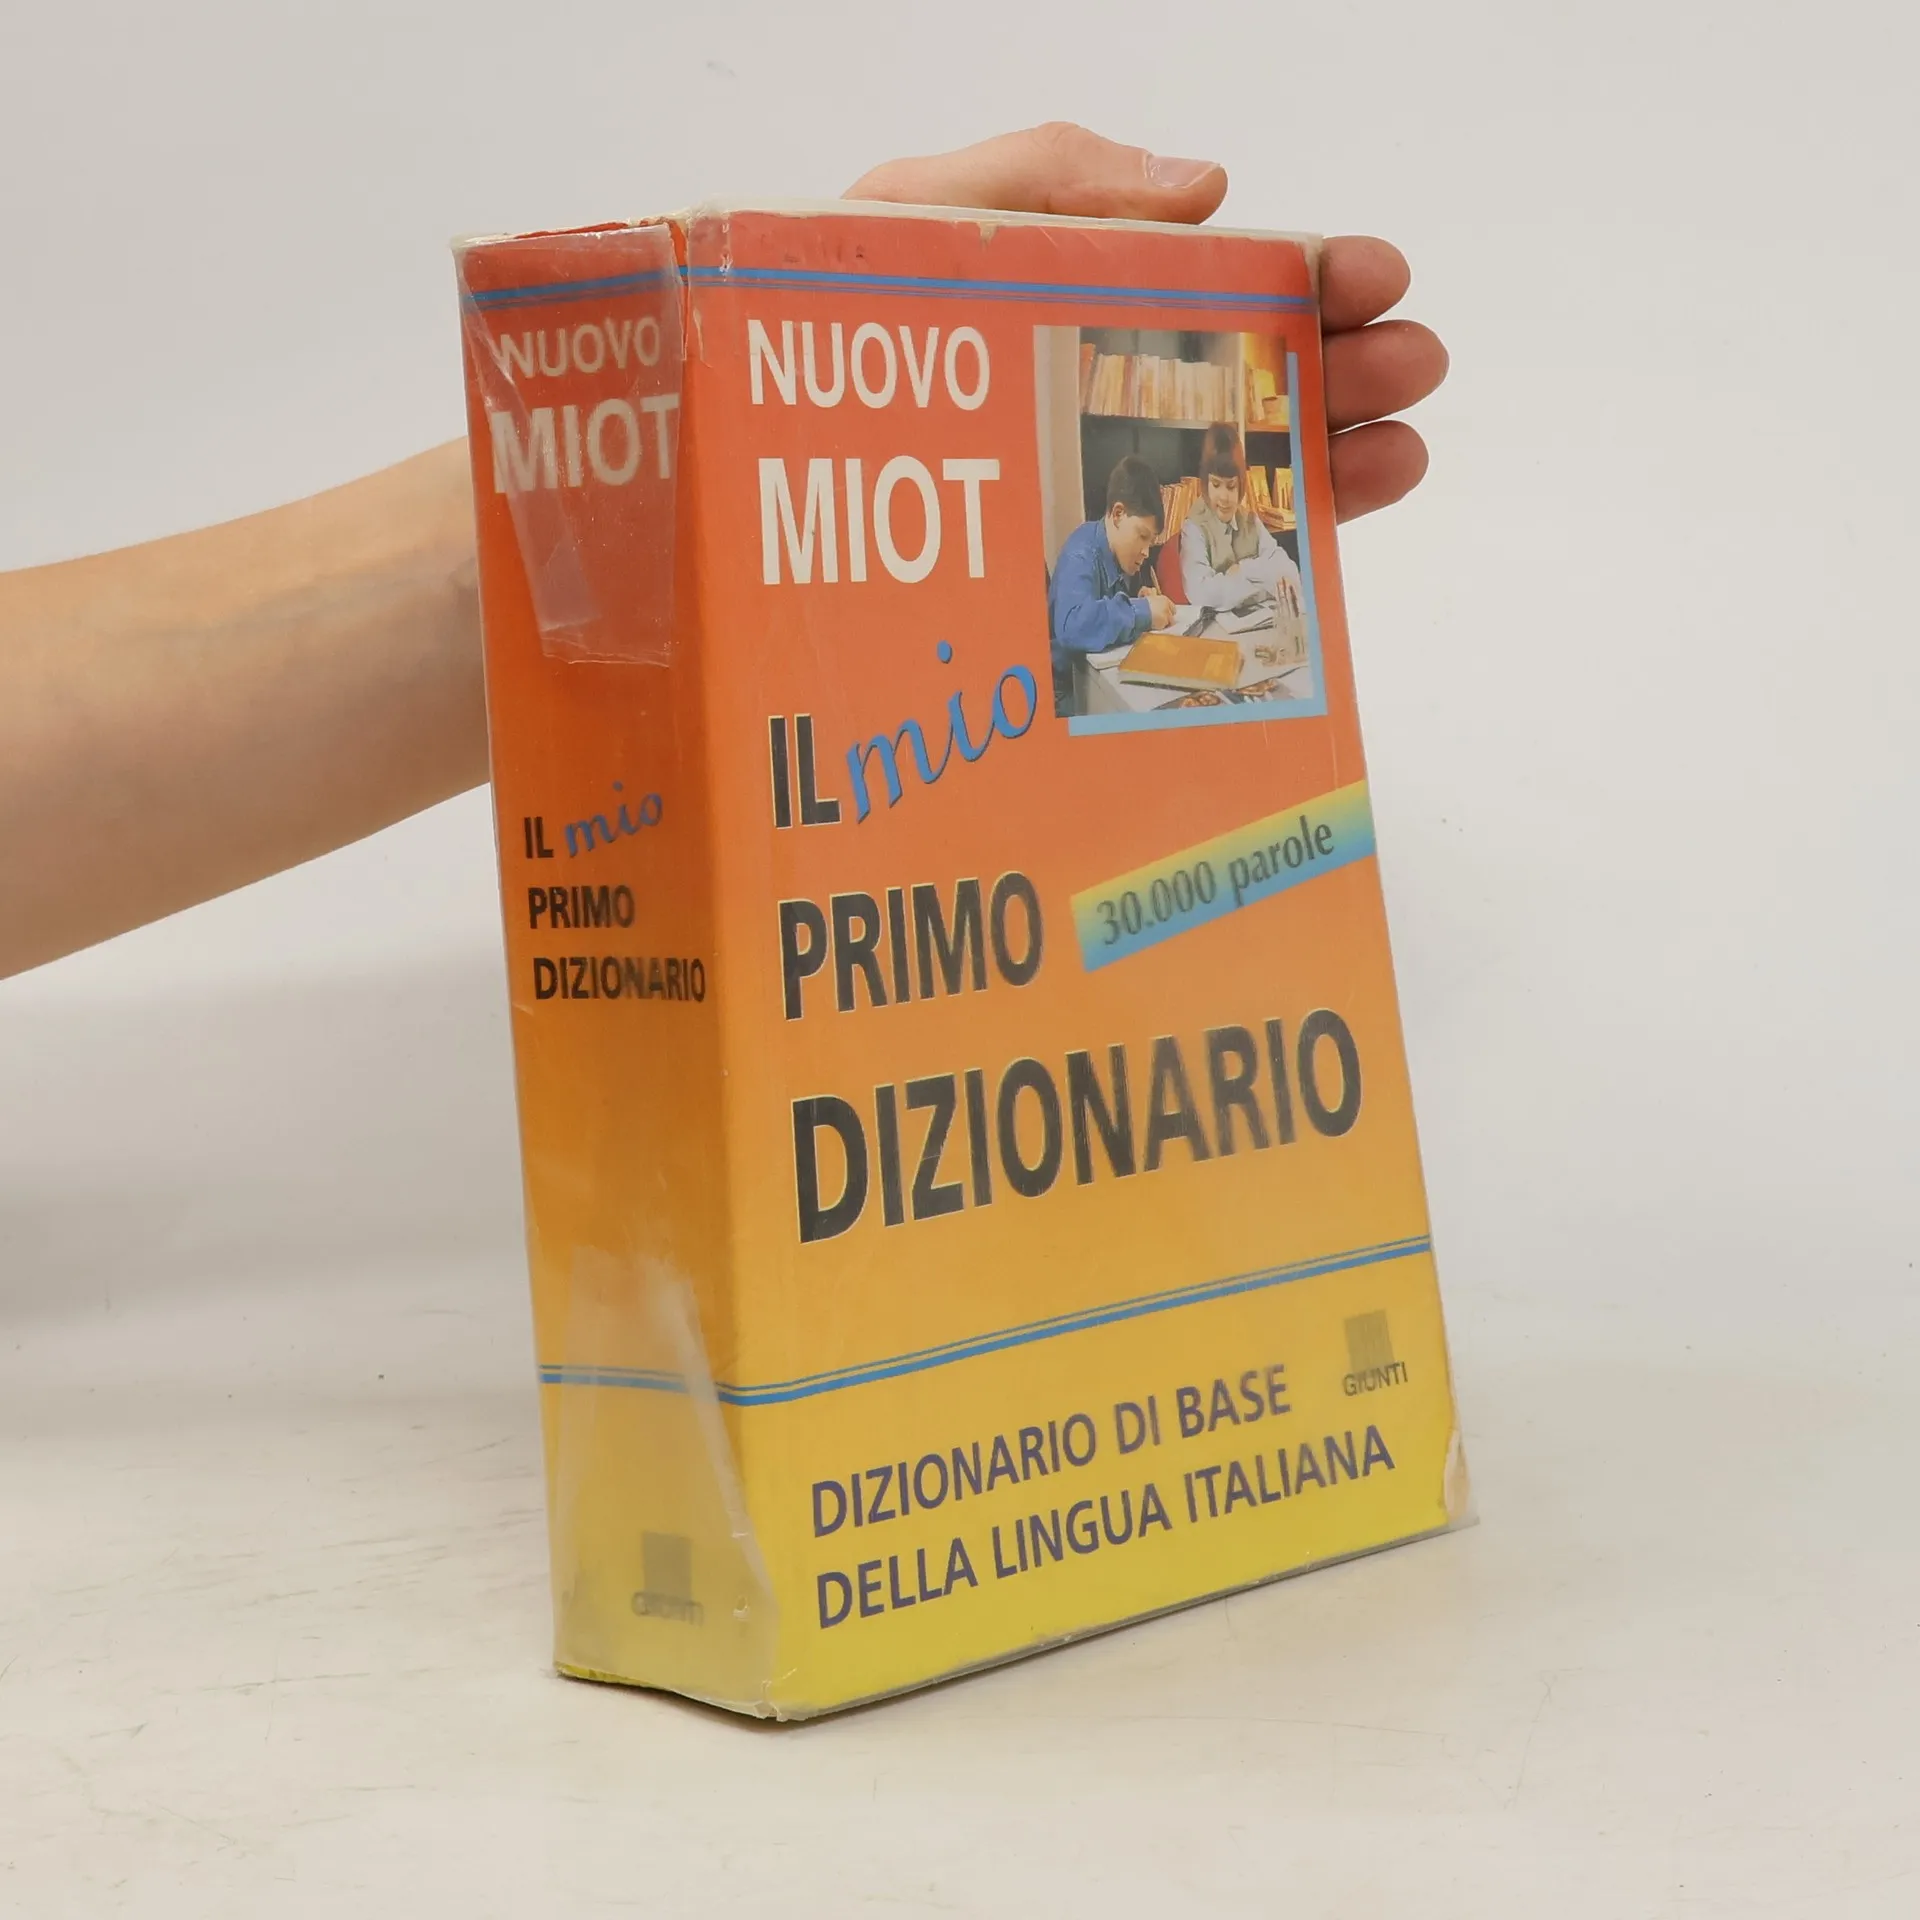 NUOVO
MIOT
IL mio
PRIMO
DIZIONARIO
GIUNTI
NUOVO
MIOT
IL mio
PRIMO
30.000 parole
DIZIONARIO
GIUNTI
DIZIONARIO DI BASE
DELLA LINGUA ITALIANA